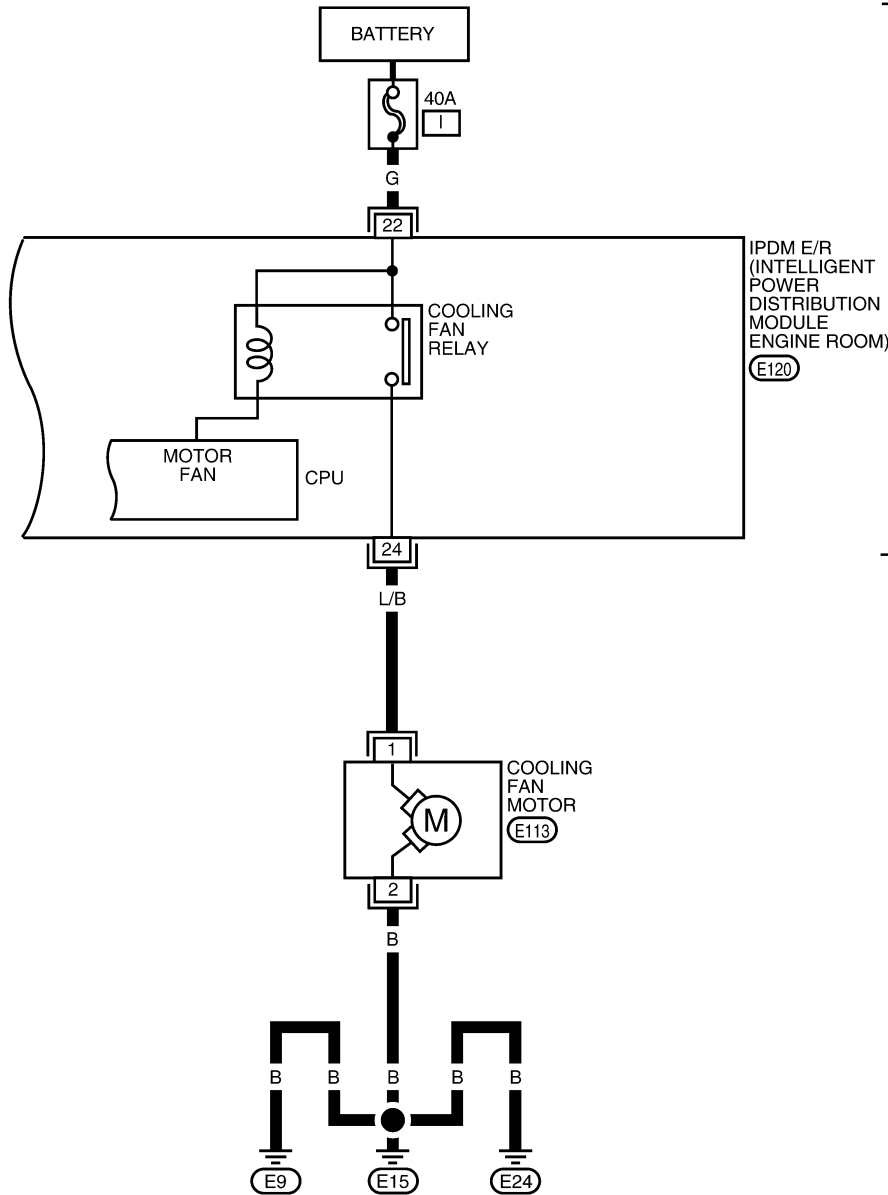 BATTERY
40A
I
G
22
IPDM E/R
(INTELLIGENT
POWER
DISTRIBUTION
MODULE
ENGINE ROOM)
E120
COOLING
FAN
RELAY
MOTOR
FAN
CPU
24
L/B
1
COOLING
FAN
MOTOR
E113
M
2
B
B B B B B
E9 E15 E24